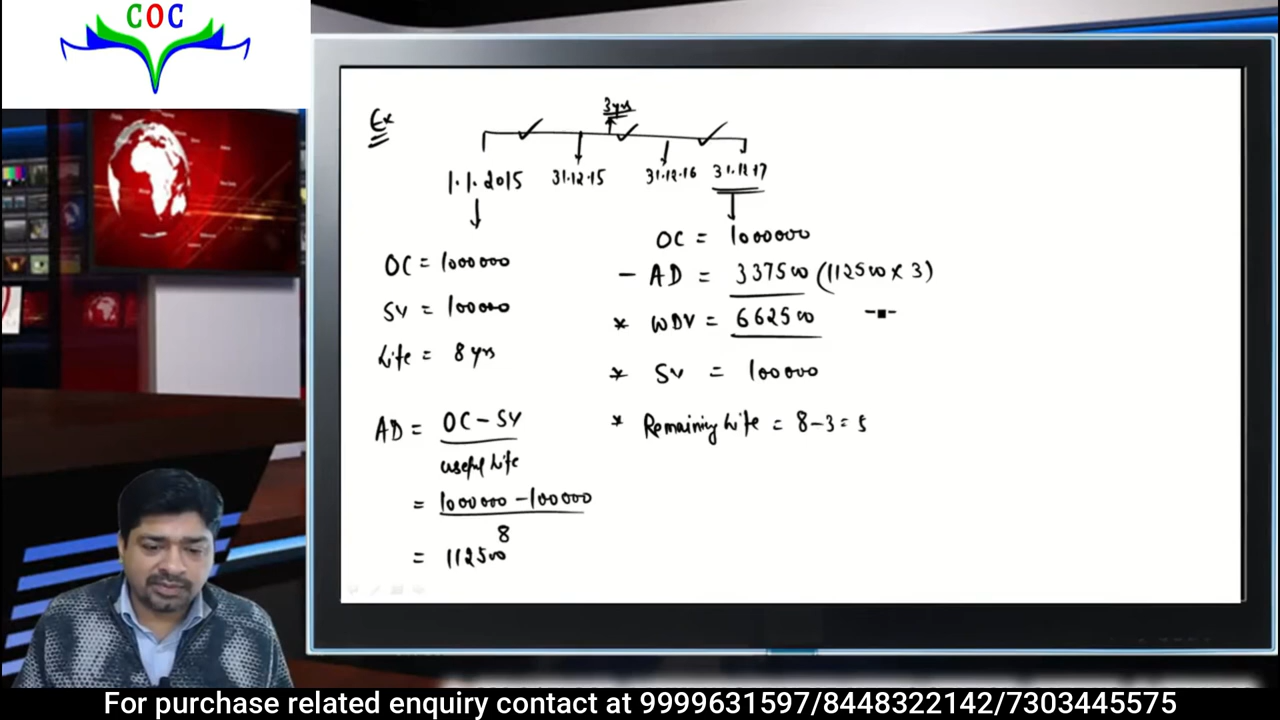 COC
Ex
3 yrs
1.1.2015 31.12.15 31.12.16 31.12.17
OC = 1000000
SV = 100000
Life = 8 yrs
AD = OC - SV
useful life
= 1000000 - 100000
8
= 112500
OC = 1000000
- AD = 337500 (112500 x 3)
* WDV = 662500
* SV = 100000
* Remaining life = 8-3=5
For purchase related enquiry contact at 9999631597/8448322142/7303445575